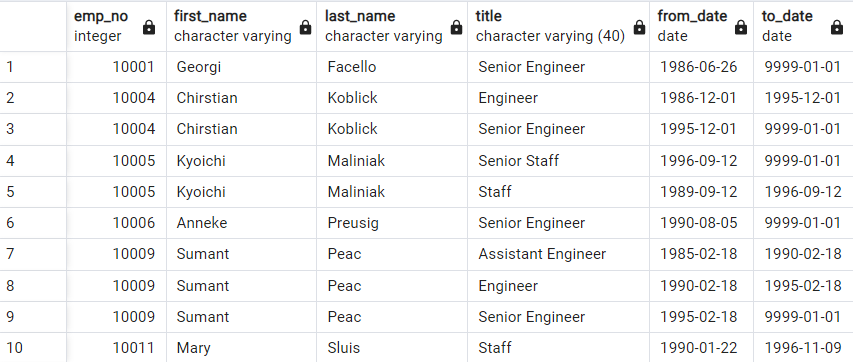 emp_no first_name last_name title from_date to_date
integer character varying character varying character varying (40) date date
1 10001 Georgi Facello Senior Engineer 1986-06-26 9999-01-01
2 10004 Chirstian Koblick Engineer 1986-12-01 1995-12-01
3 10004 Chirstian Koblick Senior Engineer 1995-12-01 9999-01-01
4 10005 Kyoichi Maliniak Senior Staff 1996-09-12 9999-01-01
5 10005 Kyoichi Maliniak Staff 1989-09-12 1996-09-12
6 10006 Anneke Preusig Senior Engineer 1990-08-05 9999-01-01
7 10009 Sumant Peac Assistant Engineer 1985-02-18 1990-02-18
8 10009 Sumant Peac Engineer 1990-02-18 1995-02-18
9 10009 Sumant Peac Senior Engineer 1995-02-18 9999-01-01
10 10011 Mary Sluis Staff 1990-01-22 1996-11-09